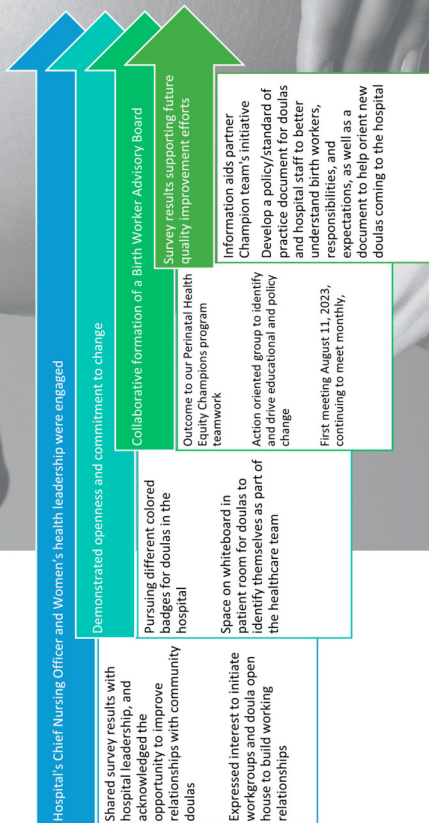 Hospital's Chief Nursing Officer and Women's health leadership were engaged
Shared survey results with
hospital leadership, and
acknowledged the
opportunity to improve
relationships with community
doulas
Expressed interest to initiate
workgroups and doula open
house to build working
relationships
Demonstrated openness and commitment to change
Pursuing different colored
badges for doulas in the
hospital
Space on whiteboard in
patient room for doulas to
identify themselves as part of
the healthcare team
Collaborative formation of a Birth Worker Advisory Board
Outcome to our Perinatal Health
Equity Champions program
teamwork
Action oriented group to identify
and drive educational and policy
change
First meeting August 11, 2023,
continuing to meet monthly,
Survey results supporting future
quality improvement efforts
Information aids partner
Champion team's initiative
Develop a policy/standard of
practice document for doulas
and hospital staff to better
understand birth workers,
responsibilities, and
expectations, as well as a
document to help orient new
doulas coming to the hospital